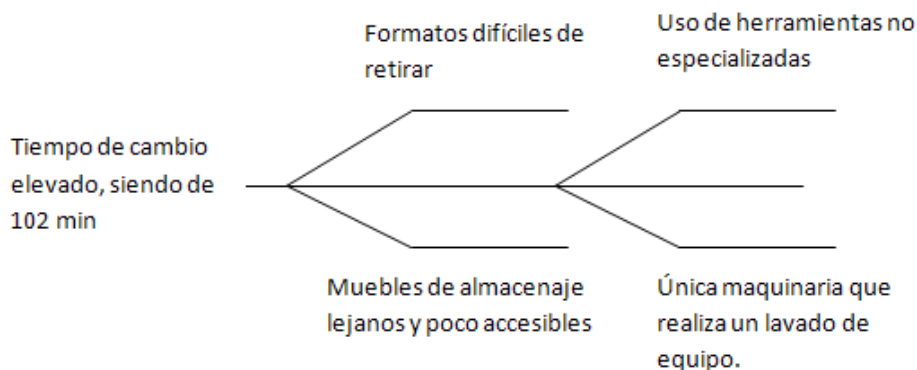 Formatos difíciles de
retirar
Uso de herramientas no
especializadas
Tiempo de cambio
elevado, siendo de
102 min
Muebles de almacenaje
lejanos y poco accesibles
Única maquinaria que
realiza un lavado de
equipo.